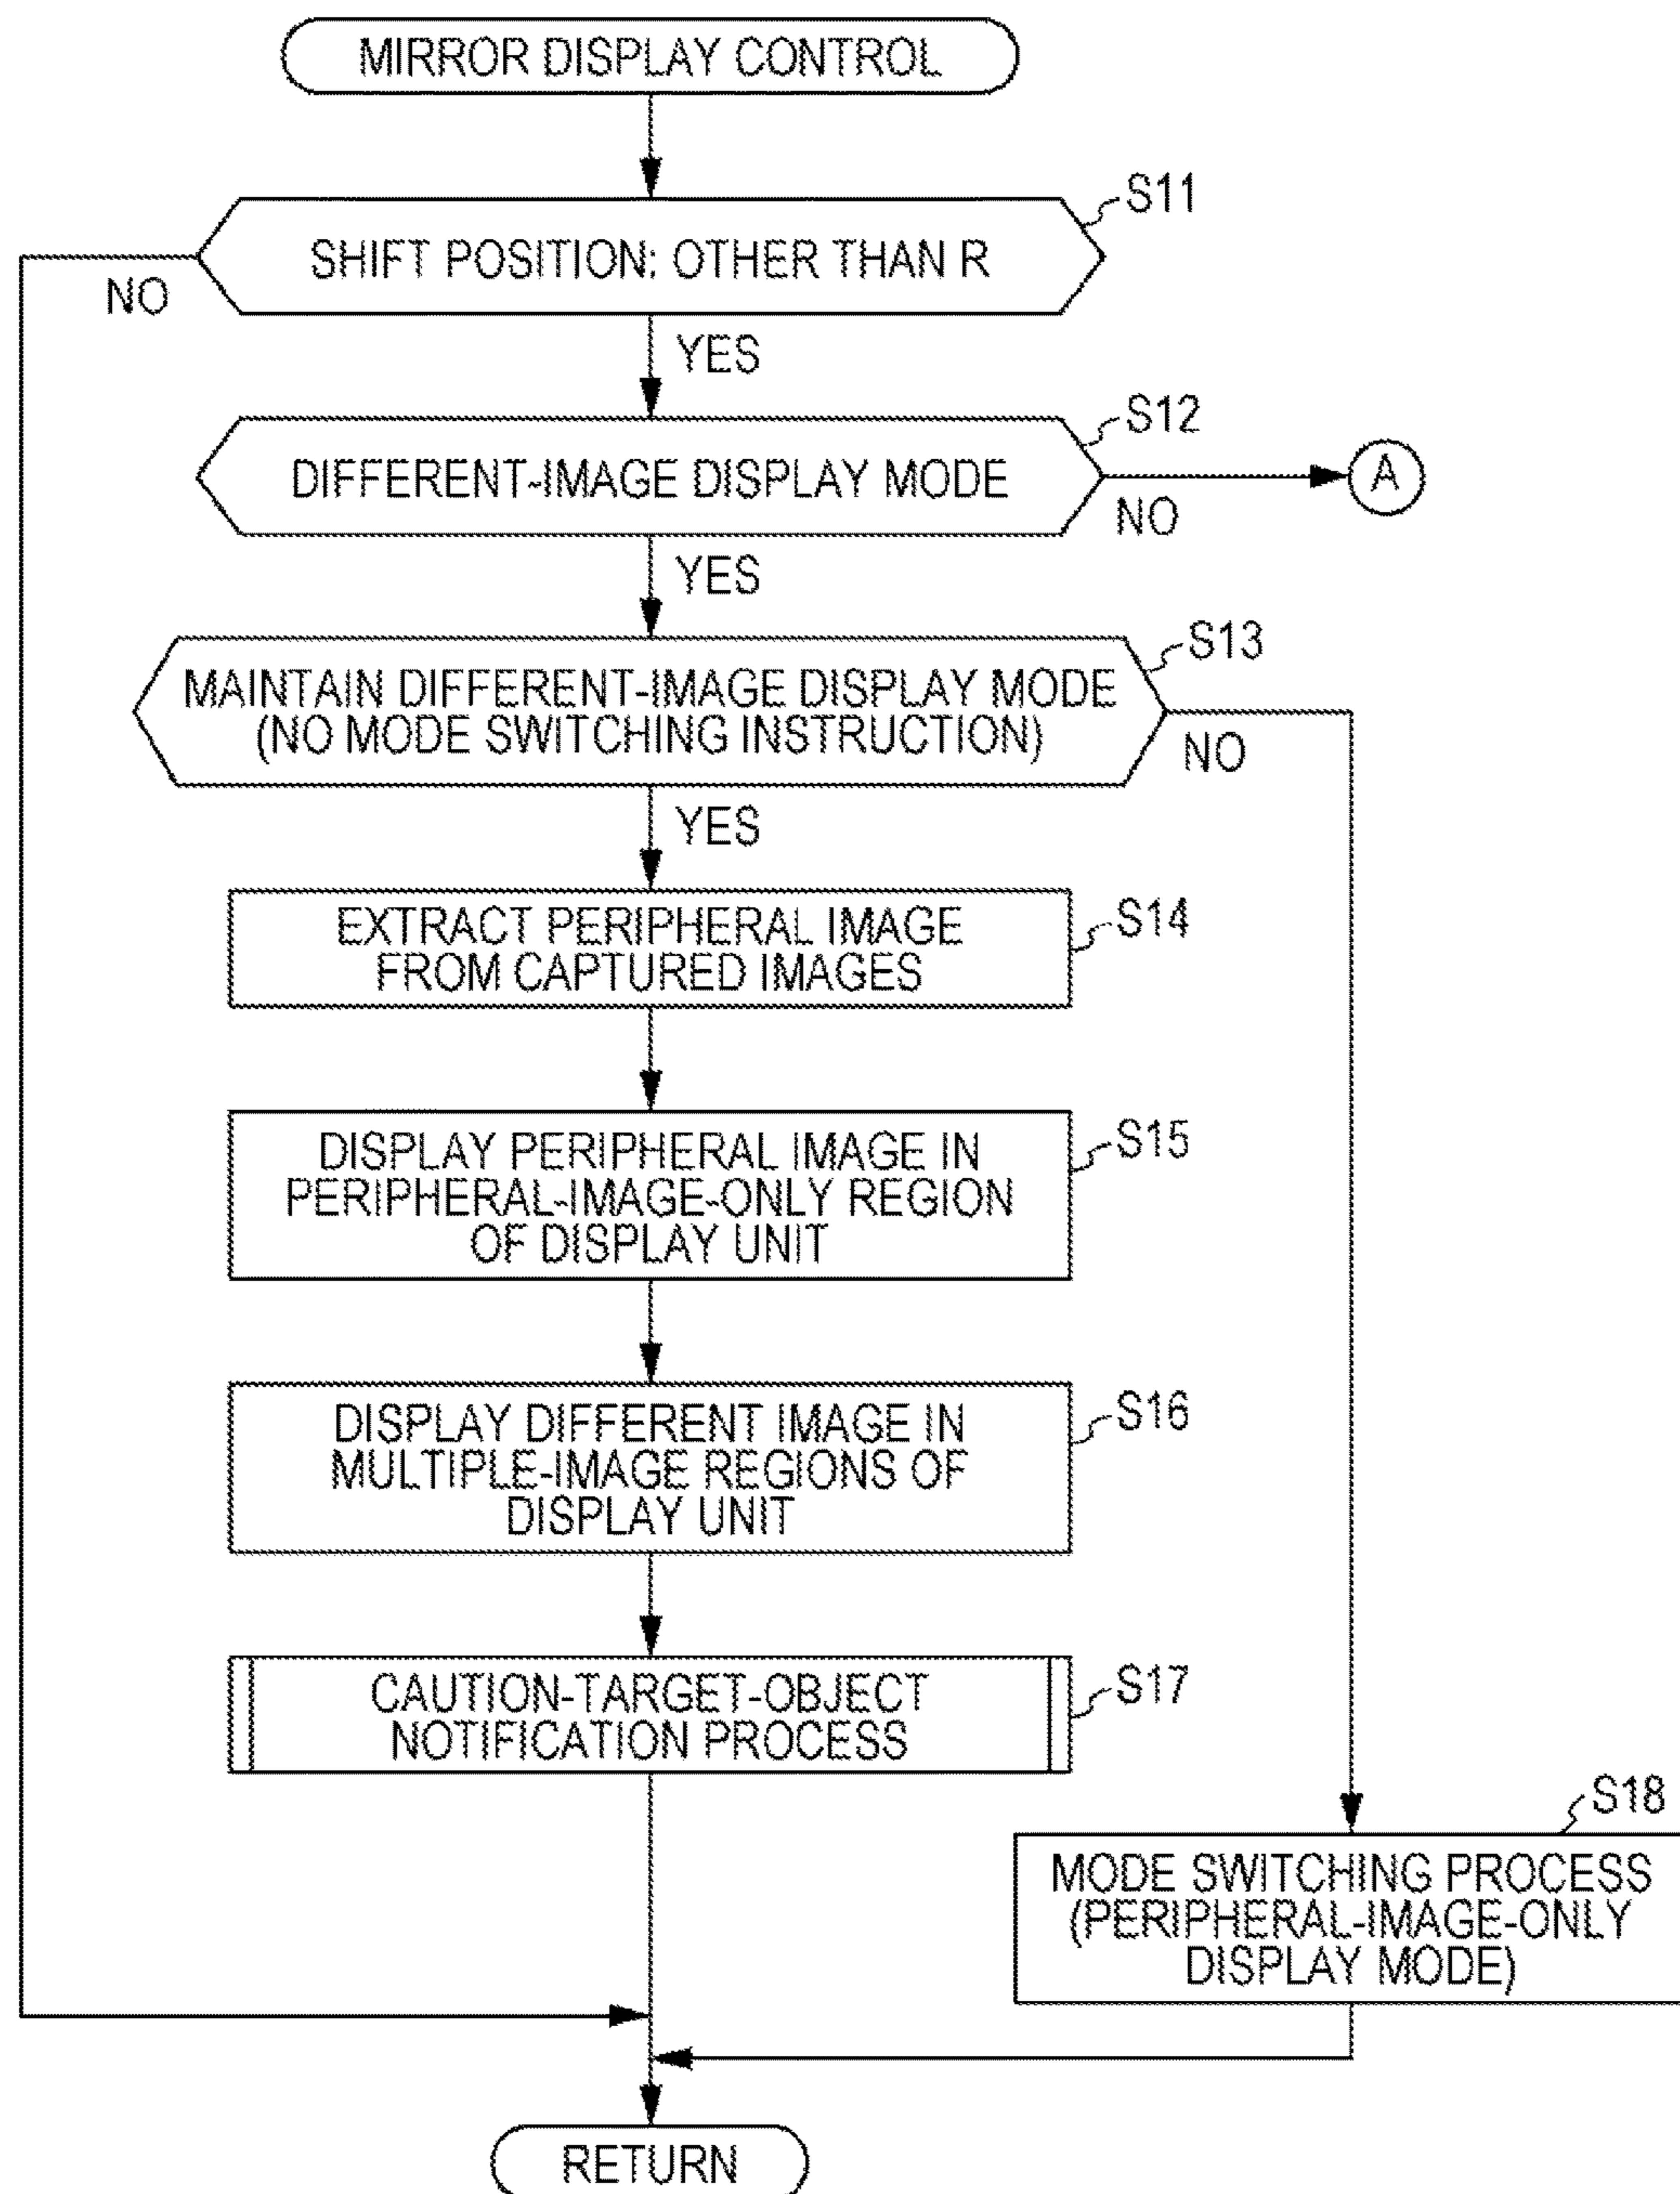 MIRROR DISPLAY CONTROL
S11
SHIFT POSITION: OTHER THAN R
NO
YES
S12
DIFFERENT-IMAGE DISPLAY MODE
A
NO
YES
S13
MAINTAIN DIFFERENT-IMAGE DISPLAY MODE
(NO MODE SWITCHING INSTRUCTION)
NO
YES
S14
EXTRACT PERIPHERAL IMAGE
FROM CAPTURED IMAGES
S15
DISPLAY PERIPHERAL IMAGE IN
PERIPHERAL-IMAGE-ONLY REGION
OF DISPLAY UNIT
S16
DISPLAY DIFFERENT IMAGE IN
MULTIPLE-IMAGE REGIONS OF
DISPLAY UNIT
S17
CAUTION-TARGET-OBJECT
NOTIFICATION PROCESS
S18
MODE SWITCHING PROCESS
(PERIPHERAL-IMAGE-ONLY
DISPLAY MODE)
RETURN